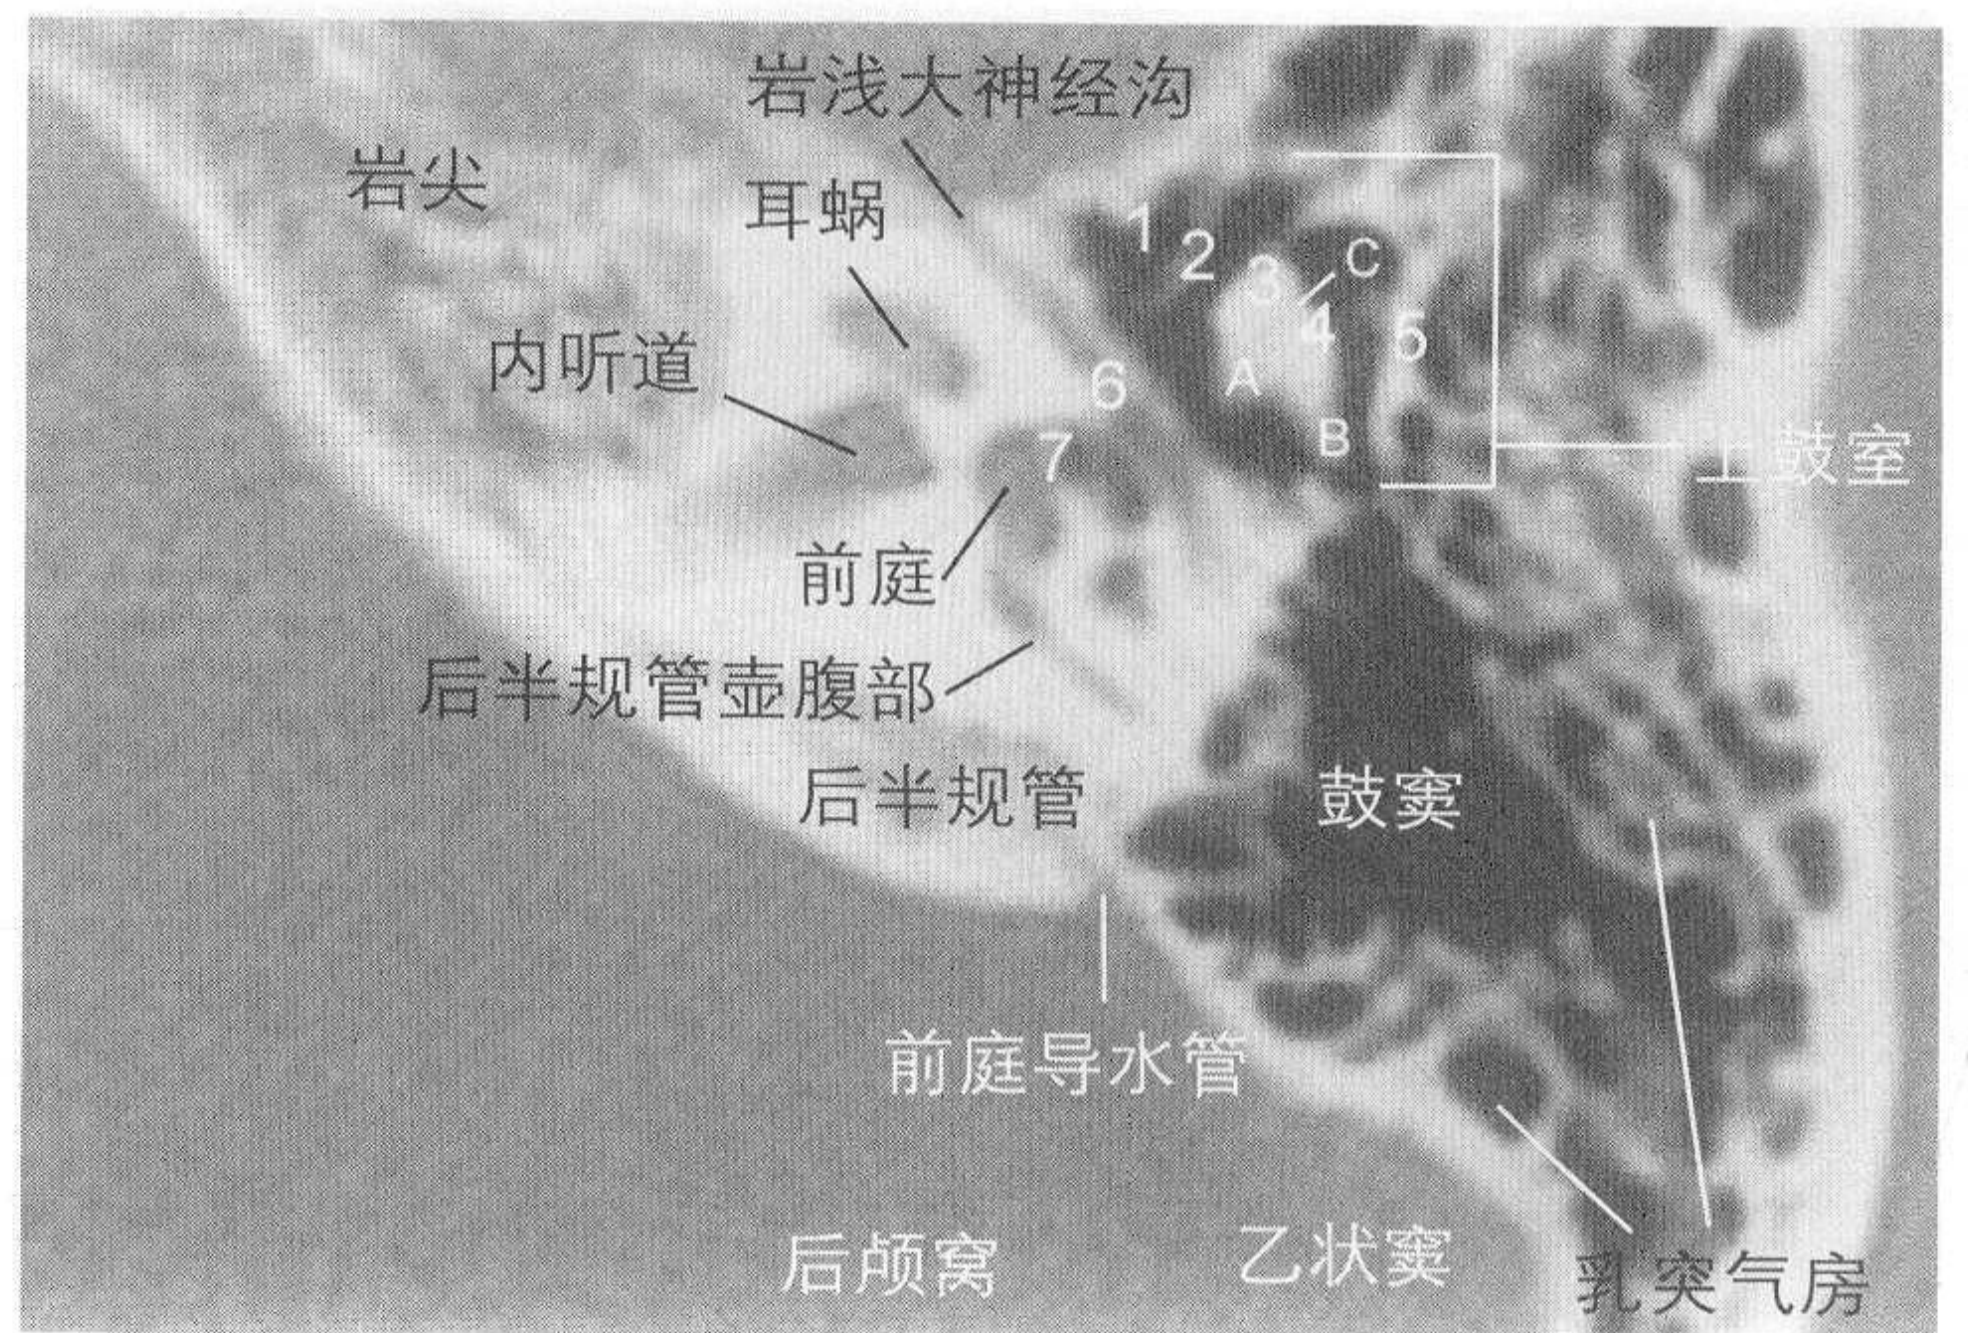 岩浅大神经沟
岩尖
耳蜗
1
2
3
C
4
5
内听道
A
6
B
7
上鼓室
前庭
后半规管壶腹部
后半规管
鼓窦
前庭导水管
后颅窝
乙状窦
乳突气房